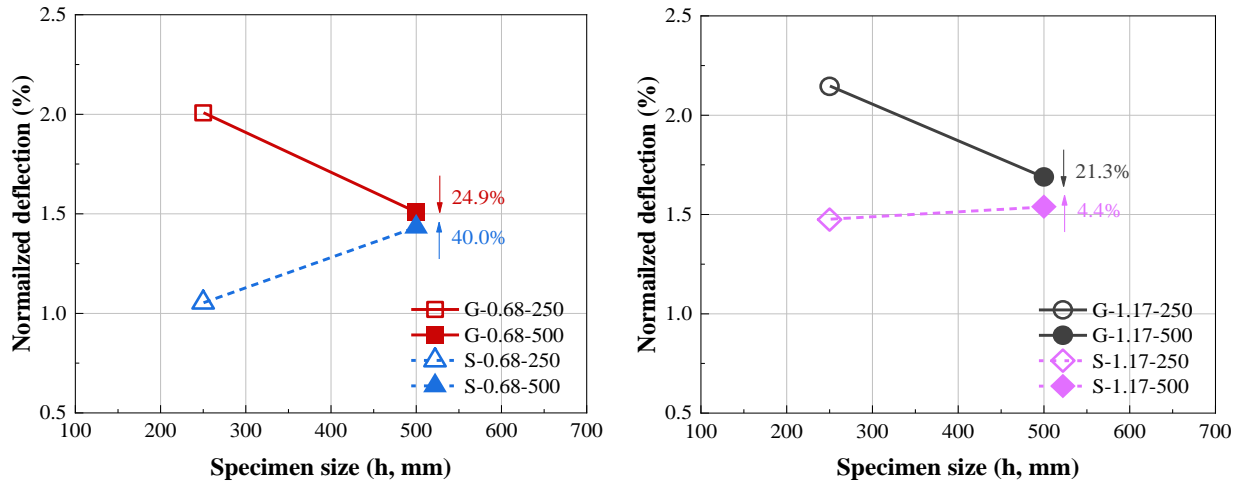 2.5
2.0
1.5
1.0
0.5
Normailzed deflection (%)
24.9%
40.0%
G-0.68-250
G-0.68-500
S-0.68-250
S-0.68-500
100 200 300 400 500 600 700
Specimen size (h, mm)
2.5
2.0
1.5
1.0
0.5
Normailzed deflection (%)
21.3%
4.4%
G-1.17-250
G-1.17-500
S-1.17-250
S-1.17-500
100 200 300 400 500 600 700
Specimen size (h, mm)